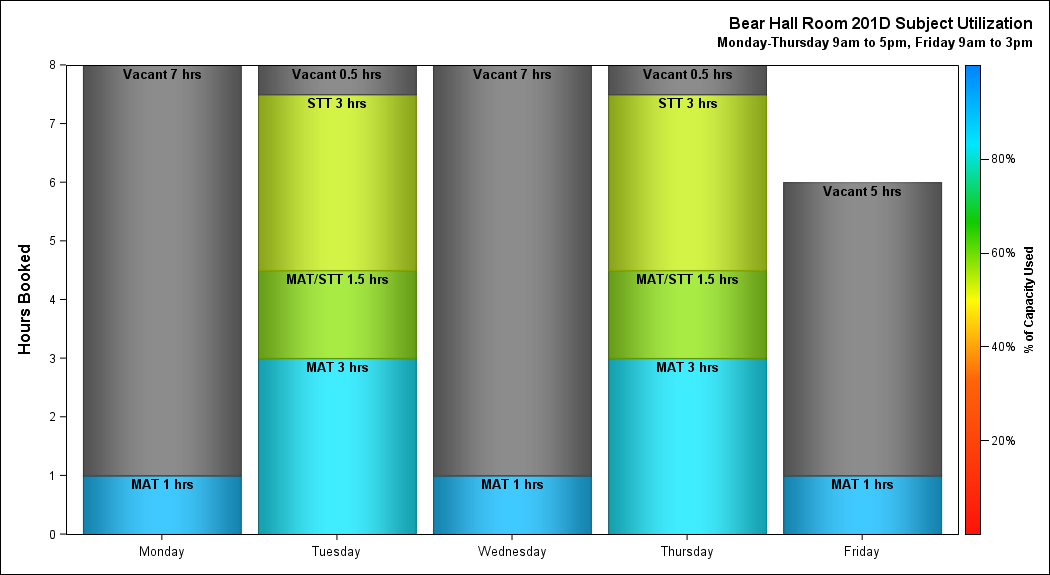 Bear Hall Room 201D Subject Utilization
Monday-Thursday 9am to 5pm, Friday 9am to 3pm
Hours Booked
8
7
6
5
4
3
2
1
0
Vacant 7 hrs
MAT 1 hrs
Vacant 0.5 hrs
STT 3 hrs
MAT/STT 1.5 hrs
MAT 3 hrs
Vacant 7 hrs
MAT 1 hrs
Vacant 0.5 hrs
STT 3 hrs
MAT/STT 1.5 hrs
MAT 3 hrs
Vacant 5 hrs
MAT 1 hrs
Monday
Tuesday
Wednesday
Thursday
Friday
80%
60%
40%
20%
% of Capacity Used